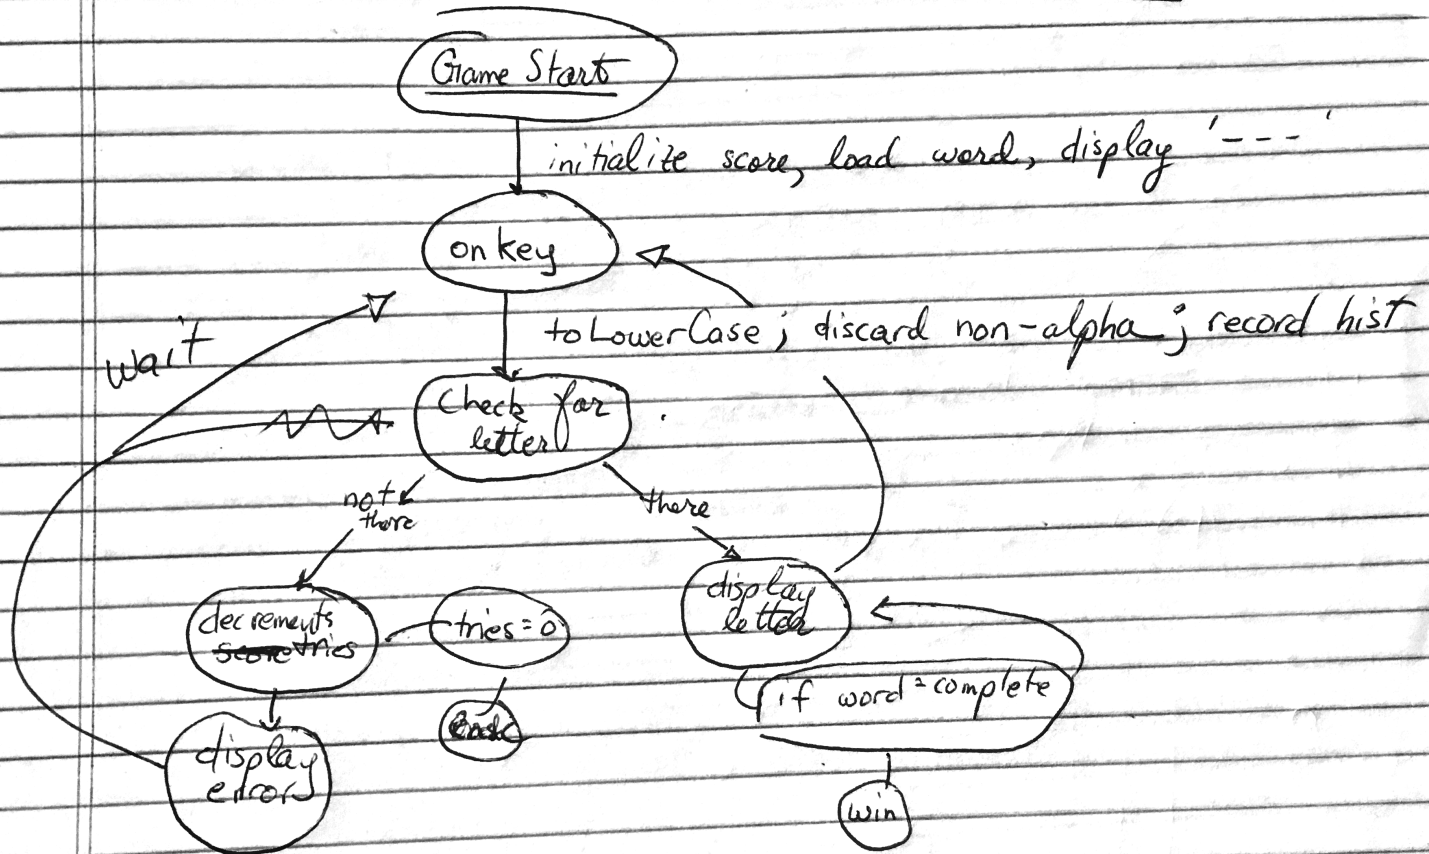 Game Start
initialize score, load word, display '---'
on key
toLowerCase; discard non-alpha; record hist
wait
Check for
letter
not
there
there
decrements
tries
tries = 0
display
letter
if word = complete
display
errors
win